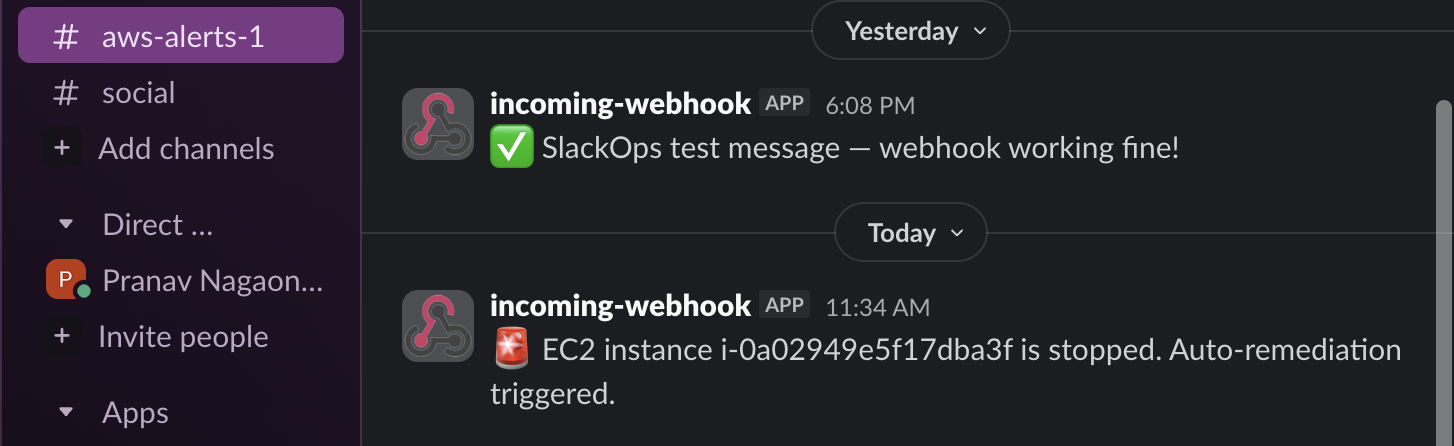 # aws-alerts-1
# social
+ Add channels
Direct ...
P Pranav Nagaon...
+ Invite people
Apps
Yesterday
incoming-webhook APP 6:08 PM
✅ SlackOps test message — webhook working fine!
Today
incoming-webhook APP 11:34 AM
🚨 EC2 instance i-0a02949e5f17dba3f is stopped. Auto-remediation
triggered.